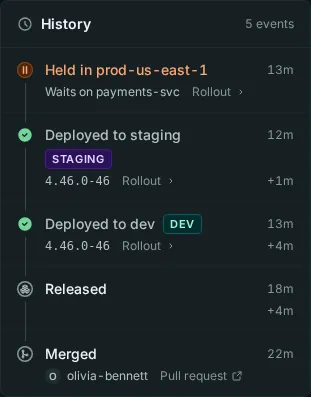 History 5 events
Held in prod-us-east-1 13m
Waits on payments-svc Rollout ›
Deployed to staging 12m
STAGING
4.46.0-46 Rollout › +1m
Deployed to dev DEV 13m
4.46.0-46 Rollout › +4m
Released 18m
+4m
Merged 22m
O olivia-bennett Pull request